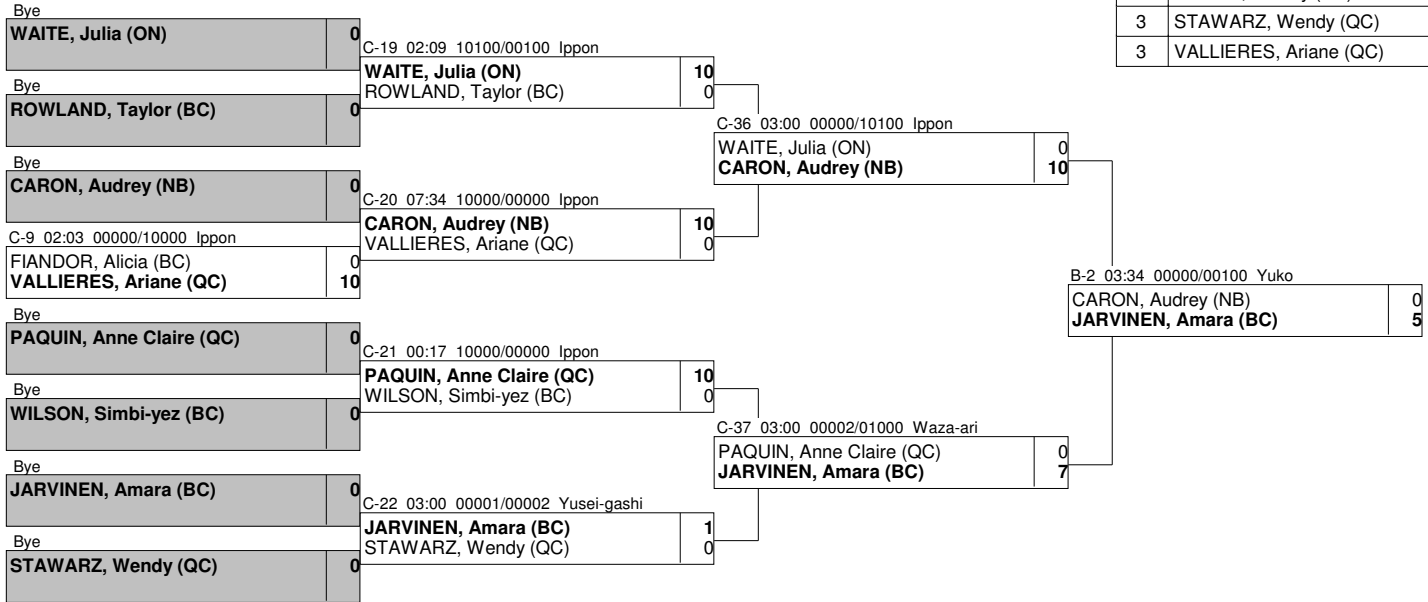 Bye
WAITE, Julia (ON) 0
Bye
ROWLAND, Taylor (BC) 0
Bye
CARON, Audrey (NB) 0
C-9 02:03 00000/10000 Ippon
FIANDOR, Alicia (BC) 0
VALLIERES, Ariane (QC) 10
Bye
PAQUIN, Anne Claire (QC) 0
Bye
WILSON, Simbi-yez (BC) 0
Bye
JARVINEN, Amara (BC) 0
Bye
STAWARZ, Wendy (QC) 0
C-19 02:09 10100/00100 Ippon
WAITE, Julia (ON) 10
ROWLAND, Taylor (BC) 0
C-20 07:34 10000/00000 Ippon
CARON, Audrey (NB) 10
VALLIERES, Ariane (QC) 0
C-21 00:17 10000/00000 Ippon
PAQUIN, Anne Claire (QC) 10
WILSON, Simbi-yez (BC) 0
C-22 03:00 00001/00002 Yusei-gashi
JARVINEN, Amara (BC) 1
STAWARZ, Wendy (QC) 0
C-36 03:00 00000/10100 Ippon
WAITE, Julia (ON) 0
CARON, Audrey (NB) 10
C-37 03:00 00002/01000 Waza-ari
PAQUIN, Anne Claire (QC) 0
JARVINEN, Amara (BC) 7
B-2 03:34 00000/00100 Yuko
CARON, Audrey (NB) 0
JARVINEN, Amara (BC) 5
3 STAWARZ, Wendy (QC)
3 VALLIERES, Ariane (QC)